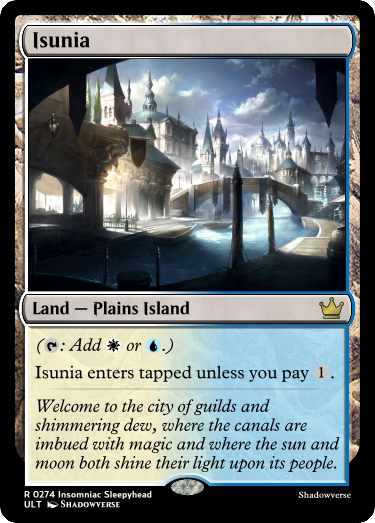 Isunia
Land — Plains Island
(: Add or .)
Isunia enters tapped unless you pay 1 .
Welcome to the city of guilds and
shimmering dew, where the canals are
imbued with magic and where the sun and
moon both shine their light upon its people.
R 0274 Insomniac Sleepyhead
ULT SHADOWVERSE
Shadowverse